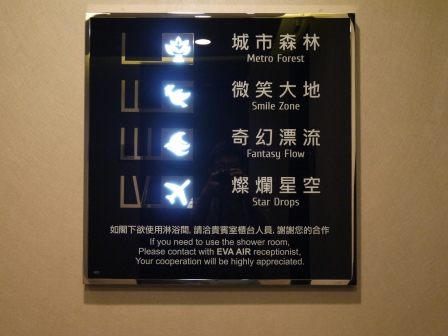 城市森林
Metro Forest
微笑大地
Smile Zone
奇幻漂流
Fantasy Flow
燦爛星空
Star Drops
如閣下欲使用淋浴間, 請洽貴賓室櫃台人員, 謝謝您的合作
If you need to use the shower room,
Please contact with EVA AIR receptionist,
Your cooperation will be highly appreciated.